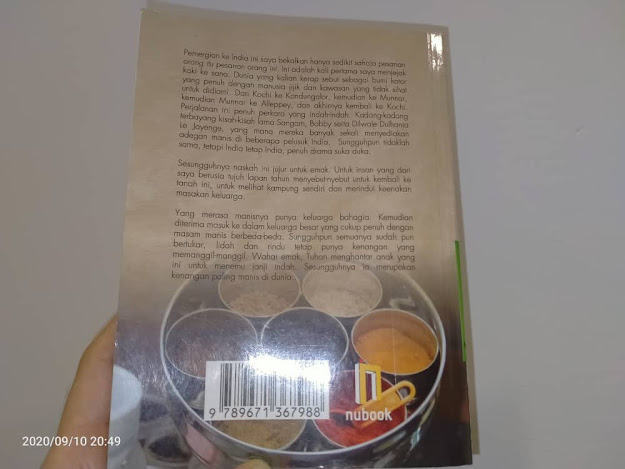 Pemergian ke India ini saya bekalkan hanya sedikit sahaja pesanan
orang itu pesanan orang ini. Ini adalah kali pertama saya menjejak
kaki ke sana. Dunia yang kalian kerap sebut sebagai bumi kotor
yang penuh dengan manusia jijik dan kawasan yang tidak sihat
untuk didiami. Dari Kochi ke Kandungalor, kemudian ke Munnar,
kemudian Munnar ke Alleppey, dan akhirnya kembali ke Kochi.
Perjalanan ini penuh perkara yang indah-indah. Kadang-kadang
terbayang kisah-kisah lama Sangam, Bobby serta Dilwale Dulhania
Le Jayenge, yang mana mereka banyak sekali menyediakan
adegan manis di beberapa pelusuk India. Sungguhpun tidaklah
sama, tetapi India tetap India, penuh drama suka duka.
Sesungguhnya naskah ini jujur untuk emak. Untuk insan yang dari
saya berusia tujuh lapan tahun menyebut-nyebut untuk kembali ke
tanah ini, untuk melihat kampung sendiri dan merindui keenakan
masakan keluarga.
Yang merasa manisnya punya keluarga bahagia. Kemudian
diterima masuk ke dalam keluarga besar yang cukup penuh dengan
masam manis berbeda-beda. Sungguhpun semuanya sudah pun
bertukar, lidah dan rindu tetap punya kenangan yang
memanggil-manggil. Wahai emak, Tuhan menghantar anak yang
ini untuk menemui janji indah. Sesungguhnya ia merupakan
kenangan paling manis di dunia.
9 789671 367988
nubook
2020/09/10 20:49